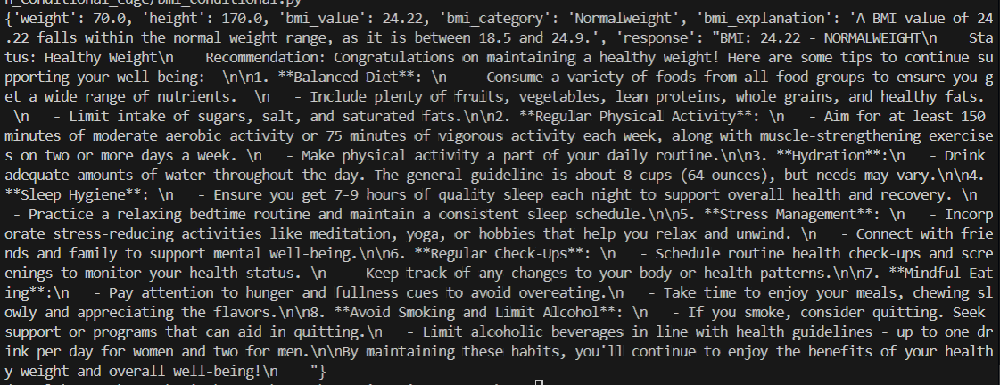 n_conditional_edge/bmi_conditional.py
{'weight': 70.0, 'height': 170.0, 'bmi_value': 24.22, 'bmi_category': 'Normalweight', 'bmi_explanation': 'A BMI value of 24
.22 falls within the normal weight range, as it is between 18.5 and 24.9.', 'response': "BMI: 24.22 - NORMALWEIGHT\n    Sta
tus: Healthy Weight\n    Recommendation: Congratulations on maintaining a healthy weight! Here are some tips to continue su
pporting your well-being:  \n\n1. **Balanced Diet**: \n   - Consume a variety of foods from all food groups to ensure you g
et a wide range of nutrients.  \n   - Include plenty of fruits, vegetables, lean proteins, whole grains, and healthy fats.
 \n   - Limit intake of sugars, salt, and saturated fats.\n\n2. **Regular Physical Activity**: \n   - Aim for at least 150
minutes of moderate aerobic activity or 75 minutes of vigorous activity each week, along with muscle-strengthening exercise
s on two or more days a week. \n   - Make physical activity a part of your daily routine.\n\n3. **Hydration**:\n   - Drink
adequate amounts of water throughout the day. The general guideline is about 8 cups (64 ounces), but needs may vary.\n\n4.
**Sleep Hygiene**: \n   - Ensure you get 7-9 hours of quality sleep each night to support overall health and recovery. \n
 - Practice a relaxing bedtime routine and maintain a consistent sleep schedule.\n\n5. **Stress Management**: \n   - Incorp
orate stress-reducing activities like meditation, yoga, or hobbies that help you relax and unwind. \n   - Connect with frie
nds and family to support mental well-being.\n\n6. **Regular Check-Ups**: \n   - Schedule routine health check-ups and scre
enings to monitor your health status. \n   - Keep track of any changes to your body or health patterns.\n\n7. **Mindful Eat
ing**:\n   - Pay attention to hunger and fullness cues to avoid overeating.\n   - Take time to enjoy your meals, chewing sl
owly and appreciating the flavors.\n\n8. **Avoid Smoking and Limit Alcohol**: \n   - If you smoke, consider quitting. Seek
support or programs that can aid in quitting.\n   - Limit alcoholic beverages in line with health guidelines - up to one dr
ink per day for women and two for men.\n\nBy maintaining these habits, you'll continue to enjoy the benefits of your health
y weight and overall well-being!\n    "}